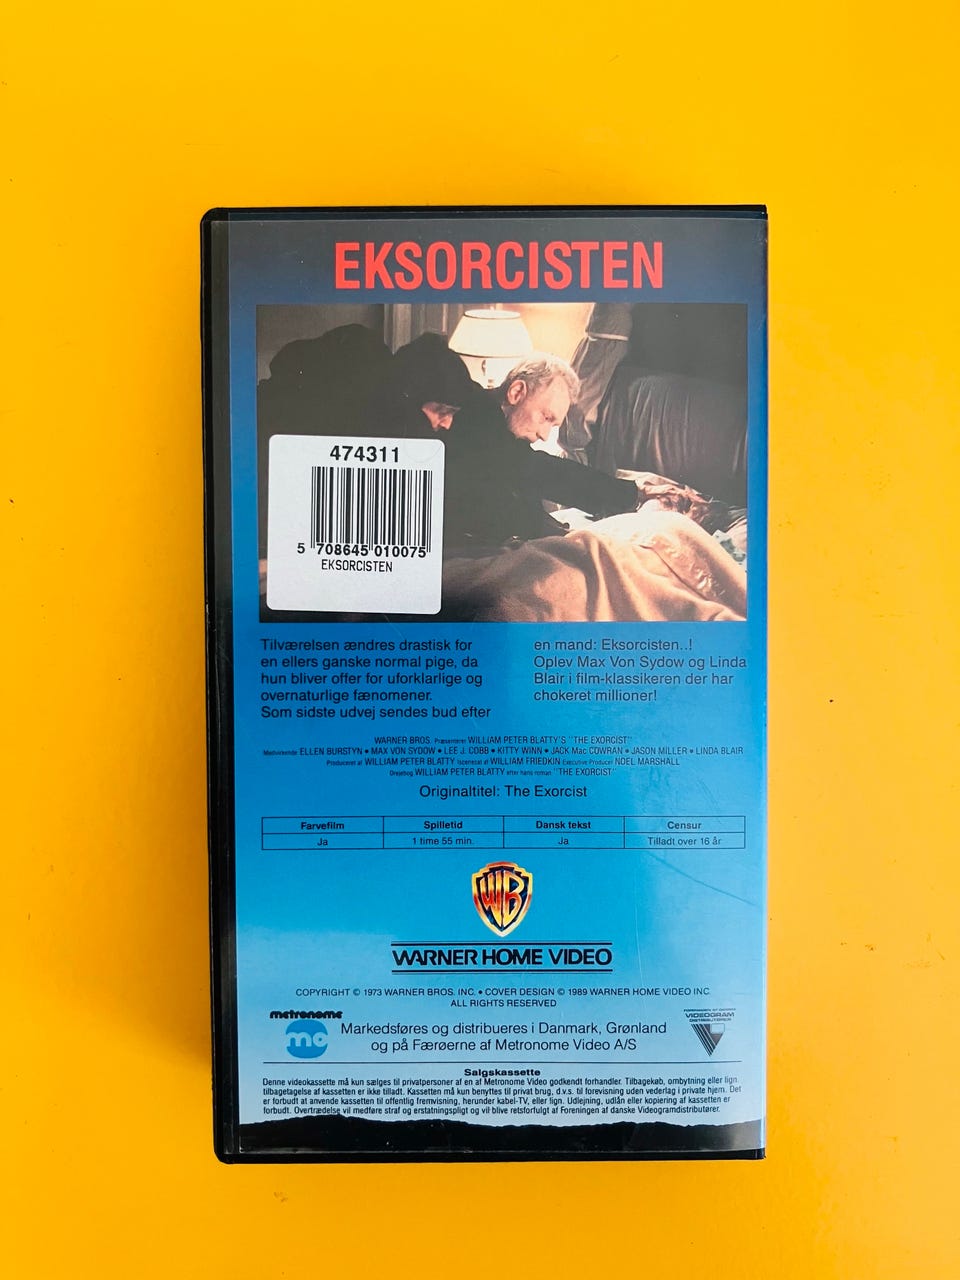 EKSORCISTEN
474311
5 708645 010075
EKSORCISTEN
Tilværelsen ændres drastisk for
en ellers ganske normal pige, da
hun bliver offer for uforklarlige og
overnaturlige fænomener.
Som sidste udvej sendes bud efter
en mand: Eksorcisten..!
Oplev Max Von Sydow og Linda
Blair i film-klassikeren der har
chokeret millioner!
WARNER BROS. Præsenterer WILLIAM PETER BLATTY'S "THE EXORCIST"
Medvirkende ELLEN BURSTYN • MAX VON SYDOW • LEE J. COBB • KITTY WINN • JACK Mac COWRAN • JASON MILLER • LINDA BLAIR
Produceret af WILLIAM PETER BLATTY Iscenesat af WILLIAM FRIEDKIN Executive Producer NOEL MARSHALL
Drejebog WILLIAM PETER BLATTY efter hans roman "THE EXORCIST"
Originaltitel: The Exorcist
Farvefilm Spilletid Dansk tekst Censur
Ja 1 time 55 min. Ja Tilladt over 16 år
WB
WARNER HOME VIDEO
COPYRIGHT © 1973 WARNER BROS. INC. • COVER DESIGN © 1989 WARNER HOME VIDEO INC.
ALL RIGHTS RESERVED
metronome
mc
Markedsføres og distribueres i Danmark, Grønland
og på Færøerne af Metronome Video A/S
VIDEOGRAM
DISTRIBUTØRER
Salgskassette
Denne videokassette må kun sælges til privatpersoner af en af Metronome Video godkendt forhandler. Tilbagekøb, ombytning eller lign.
tilbagetagelse af kassetten er ikke tilladt. Kassetten må kun benyttes til privat brug, d.v.s. til forevisning uden vederlag i private hjem. Det
er forbudt at anvende kassetten til offentlig fremvisning, herunder kabel-TV, eller lign. Udlejning, udlån eller kopiering af kassetten er
forbudt. Overtrædelse vil medføre straf og erstatningspligt og vil blive retsforfulgt af Foreningen af danske Videogramdistributører.